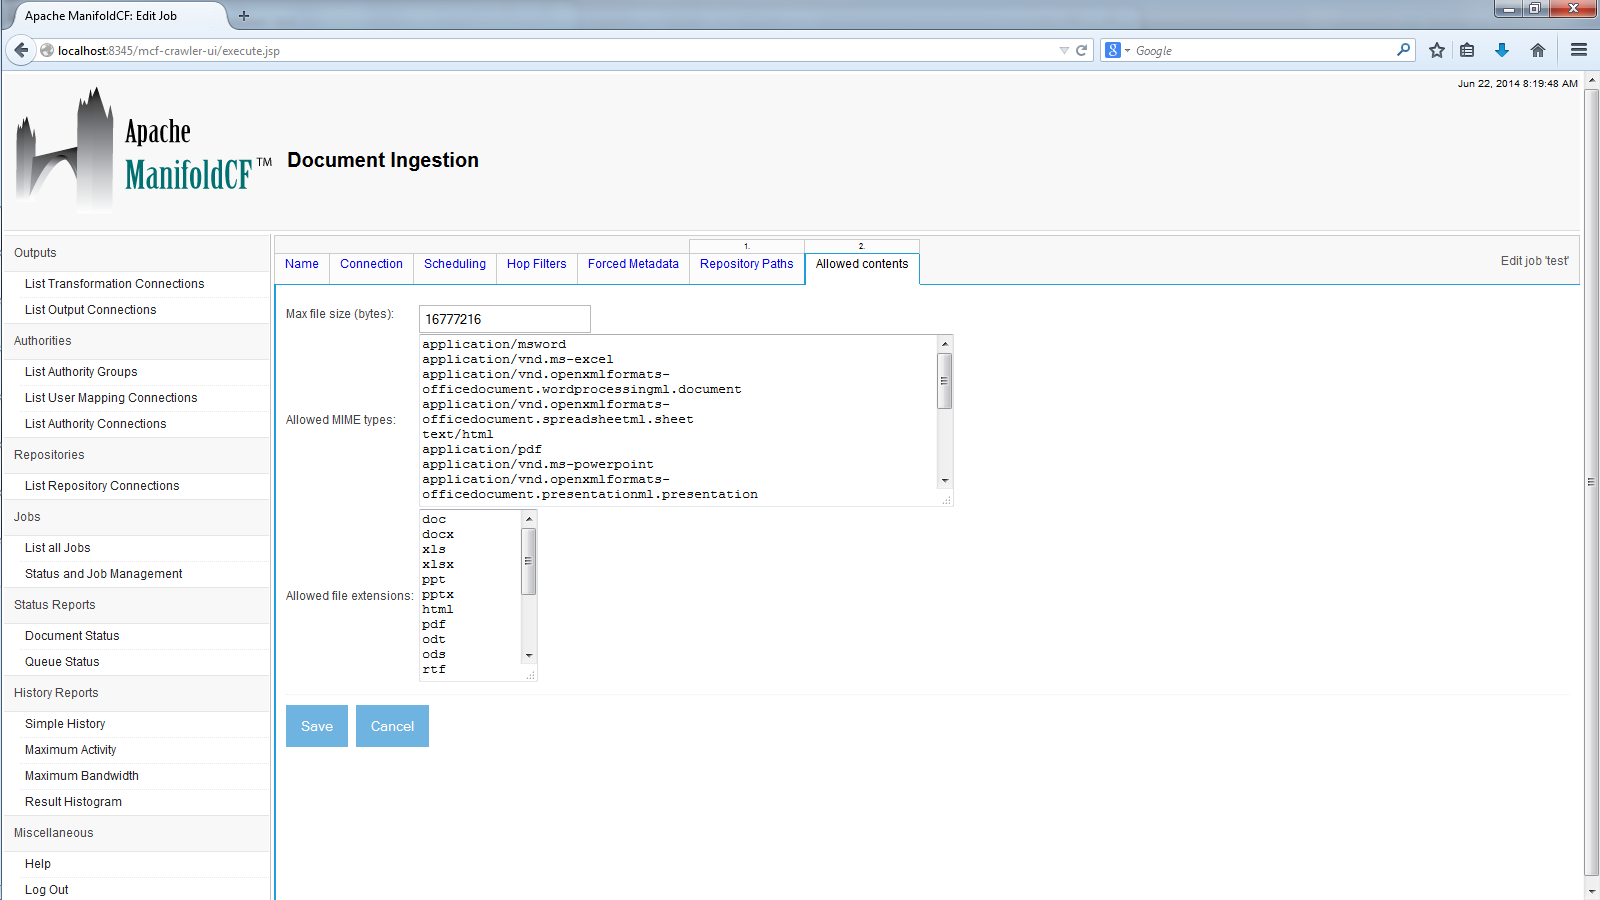 Apache ManifoldCF: Edit Job
localhost:8345/mcf-crawler-ui/execute.jsp
Google
Jun 22, 2014 8:19:48 AM
Apache
ManifoldCF™
Document Ingestion
Outputs
List Transformation Connections
List Output Connections
Authorities
List Authority Groups
List User Mapping Connections
List Authority Connections
Repositories
List Repository Connections
Jobs
List all Jobs
Status and Job Management
Status Reports
Document Status
Queue Status
History Reports
Simple History
Maximum Activity
Maximum Bandwidth
Result Histogram
Miscellaneous
Help
Log Out
1. 2.
Name Connection Scheduling Hop Filters Forced Metadata Repository Paths Allowed contents
Edit job 'test'
Max file size (bytes): 16777216
Allowed MIME types:
application/msword
application/vnd.ms-excel
application/vnd.openxmlformats-
officedocument.wordprocessingml.document
application/vnd.openxmlformats-
officedocument.spreadsheetml.sheet
text/html
application/pdf
application/vnd.ms-powerpoint
application/vnd.openxmlformats-
officedocument.presentationml.presentation
Allowed file extensions:
doc
docx
xls
xlsx
ppt
pptx
html
pdf
odt
ods
rtf
Save Cancel